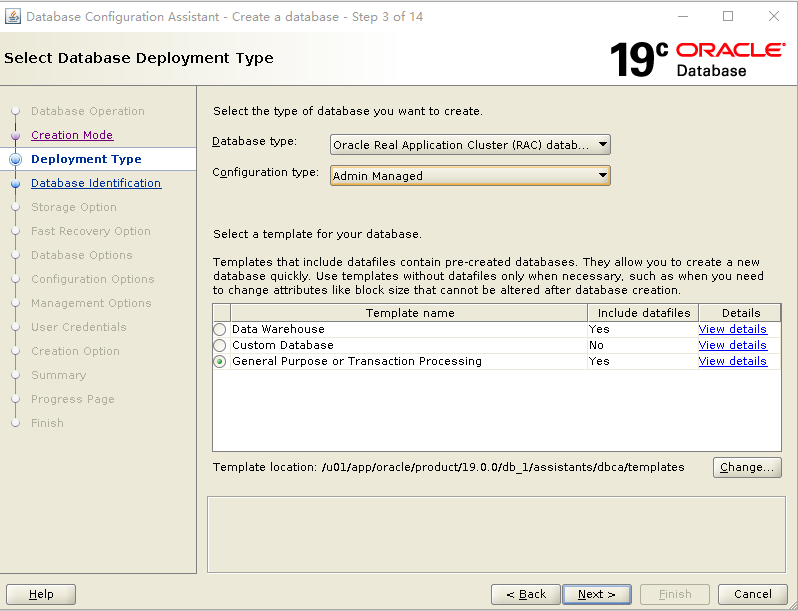 Database Configuration Assistant - Create a database - Step 3 of 14
Select Database Deployment Type
19c ORACLE
Database
Database Operation
Creation Mode
Deployment Type
Database Identification
Storage Option
Fast Recovery Option
Database Options
Configuration Options
Management Options
User Credentials
Creation Option
Summary
Progress Page
Finish
Select the type of database you want to create.
Database type: Oracle Real Application Cluster (RAC) datab...
Configuration type: Admin Managed
Select a template for your database.
Templates that include datafiles contain pre-created databases. They allow you to create a new
database quickly. Use templates without datafiles only when necessary, such as when you need
to change attributes like block size that cannot be altered after database creation.
Template name Include datafiles Details
Data Warehouse Yes View details
Custom Database No View details
General Purpose or Transaction Processing Yes View details
Template location: /u01/app/oracle/product/19.0.0/db_1/assistants/dbca/templates Change...
Help < Back Next > Finish Cancel